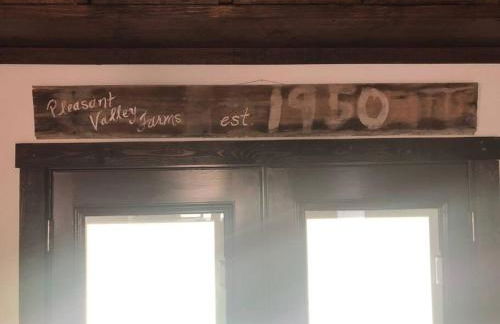 Pleasant
Valley Farms est. 1950